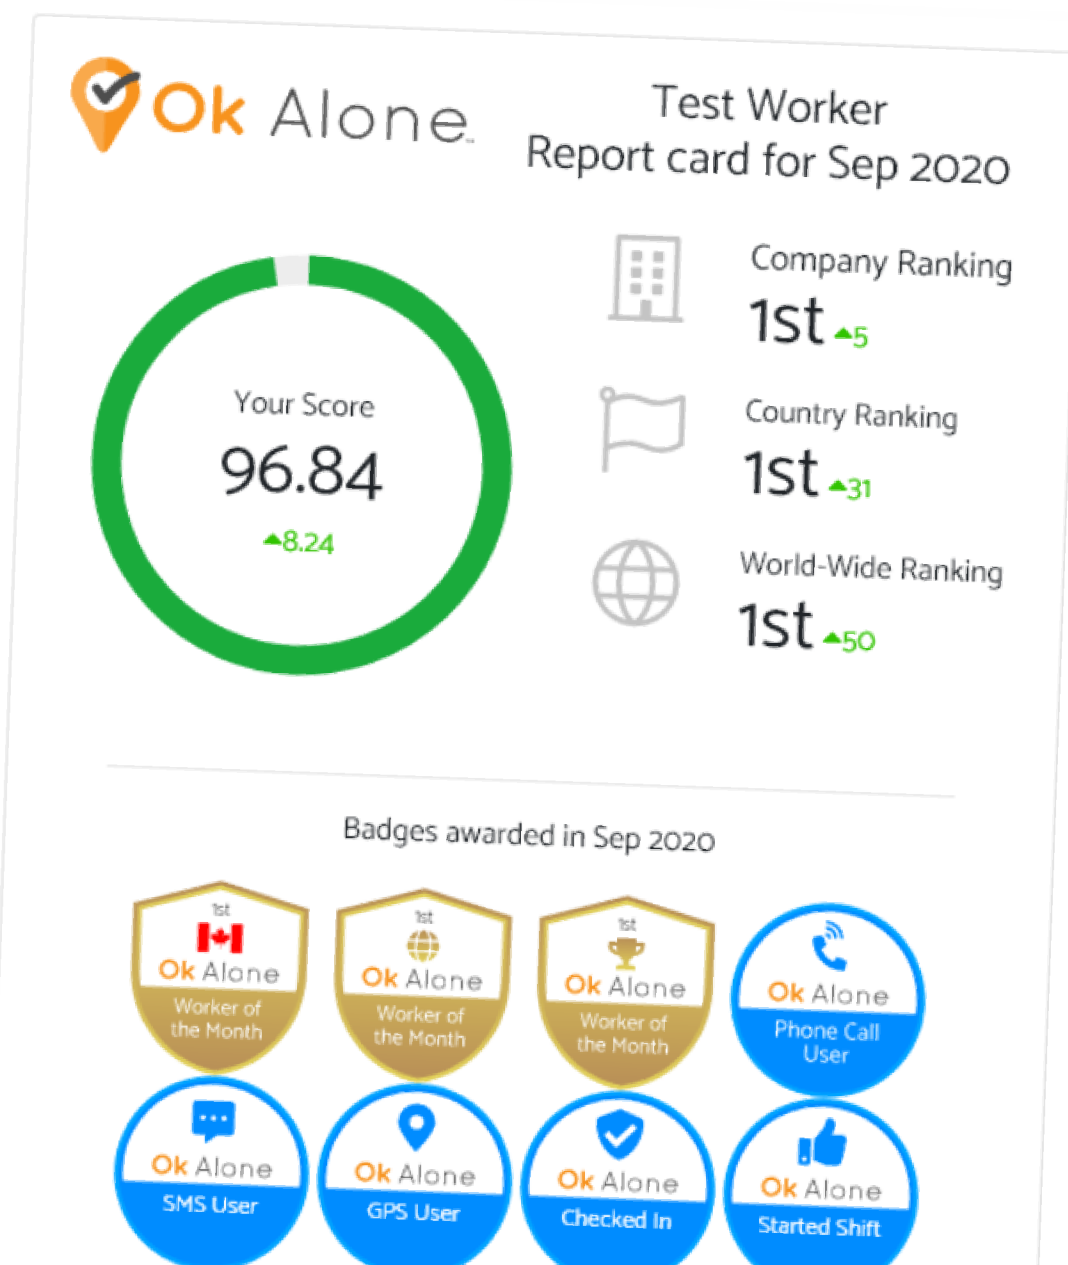 Ok Alone™
Test Worker
Report card for Sep 2020
Your Score
96.84
8.24
Company Ranking
1st 5
Country Ranking
1st 31
World-Wide Ranking
1st 50
Badges awarded in Sep 2020
1st
Ok Alone
Worker of
the Month
1st
Ok Alone
Worker of
the Month
1st
Ok Alone
Worker of
the Month
Ok Alone
Phone Call
User
Ok Alone
SMS User
Ok Alone
GPS User
Ok Alone
Checked In
Ok Alone
Started Shift